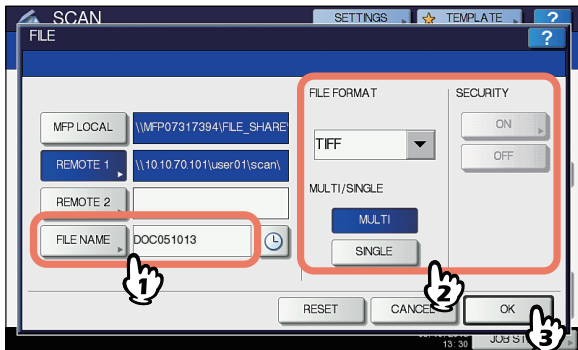 SCAN
SETTINGS
TEMPLATE
?
FILE
?
FILE FORMAT
SECURITY
MFP LOCAL
\\MFP07317394\FILE_SHARE
TIFF
ON
REMOTE 1
\\10.10.70.101\user01\scan\
OFF
MULTI/SINGLE
REMOTE 2
MULTI
FILE NAME
DOC051013
SINGLE
1
2
RESET
CANCEL
OK
3
13:30
JOB ST